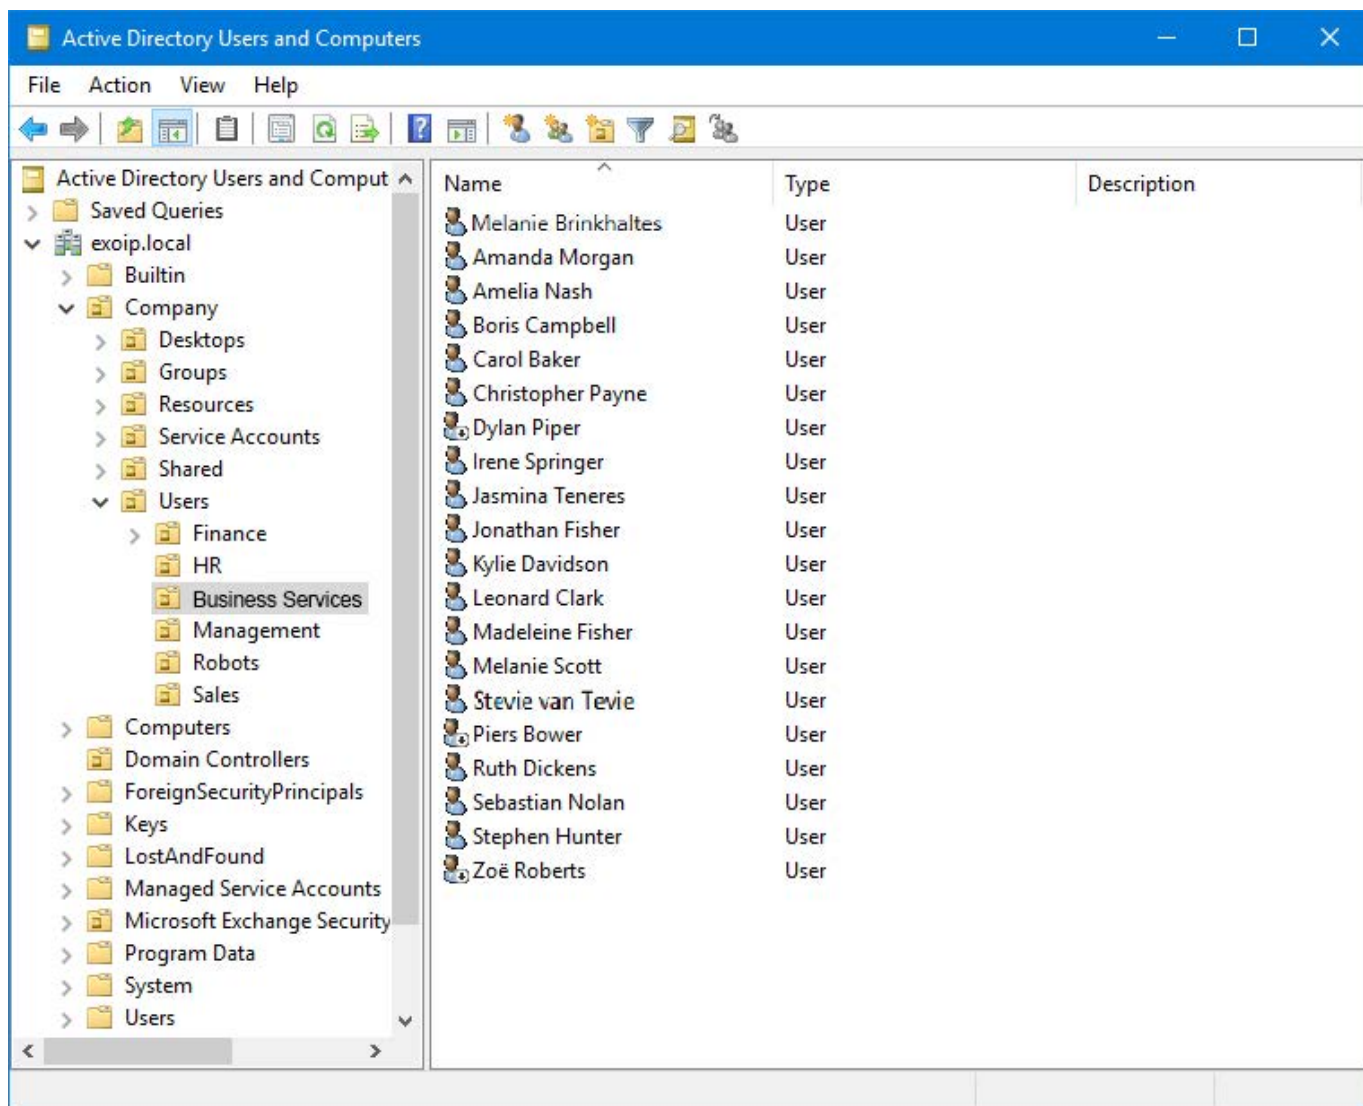 Active Directory Users and Computers
File Action View Help
Active Directory Users and Comput
Saved Queries
exoip.local
Builtin
Company
Desktops
Groups
Resources
Service Accounts
Shared
Users
Finance
HR
Business Services
Management
Robots
Sales
Computers
Domain Controllers
ForeignSecurityPrincipals
Keys
LostAndFound
Managed Service Accounts
Microsoft Exchange Security
Program Data
System
Users
Name Type Description
Melanie Brinkhaltes User
Amanda Morgan User
Amelia Nash User
Boris Campbell User
Carol Baker User
Christopher Payne User
Dylan Piper User
Irene Springer User
Jasmina Teneres User
Jonathan Fisher User
Kylie Davidson User
Leonard Clark User
Madeleine Fisher User
Melanie Scott User
Stevie van Tevie User
Piers Bower User
Ruth Dickens User
Sebastian Nolan User
Stephen Hunter User
Zoë Roberts User